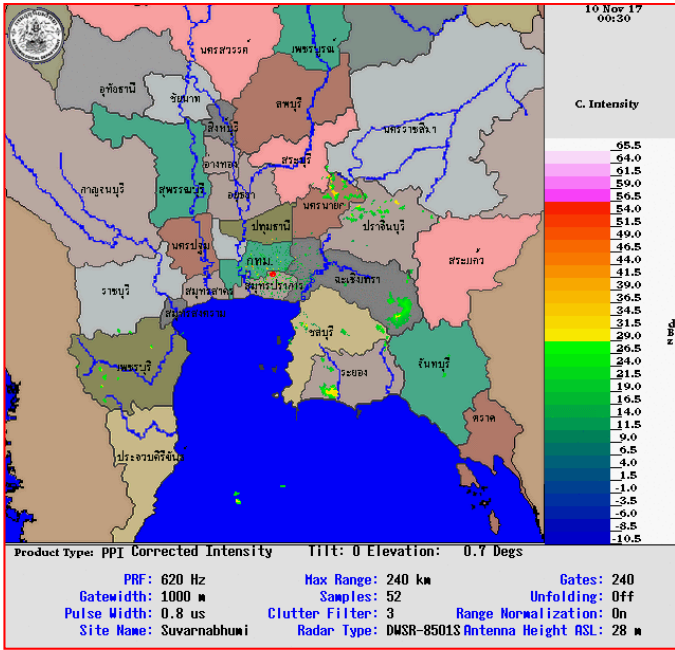 10 Nov 17
00:30
C. Intensity
65.5
64.0
61.5
59.0
56.5
54.0
51.5
49.0
46.5
44.0
41.5
39.0
36.5
34.0
31.5
29.0
26.5
24.0
21.5
19.0
16.5
14.0
11.5
9.0
6.5
4.0
1.5
-1.0
-3.5
-6.0
-8.5
-10.5
นครสวรรค์
เพชรบูรณ์
อุทัยธานี
ชัยนาท
ลพบุรี
สิงห์บุรี
นครราชสีมา
อ่างทอง
สระบุรี
กาญจนบุรี
สุพรรณบุรี
อยุธยา
นครนายก
ปราจีนบุรี
ปทุมธานี
นครปฐม
สระแก้ว
กทม.
ฉะเชิงเทรา
ราชบุรี
สมุทรสาคร
สมุทรปราการ
สมุทรสงคราม
ชลบุรี
เพชรบุรี
ระยอง
จันทบุรี
ตราด
ประจวบคีรีขันธ์
Product Type: PPI Corrected Intensity Tilt: 0 Elevation: 0.7 Degs
PRF: 620 Hz Max Range: 240 km Gates: 240
Gatewidth: 1000 m Samples: 52 Unfolding: Off
Pulse Width: 0.8 us Clutter Filter: 3 Range Normalization: On
Site Name: Suvarnabhumi Radar Type: DWSR-8501S Antenna Height ASL: 28 m